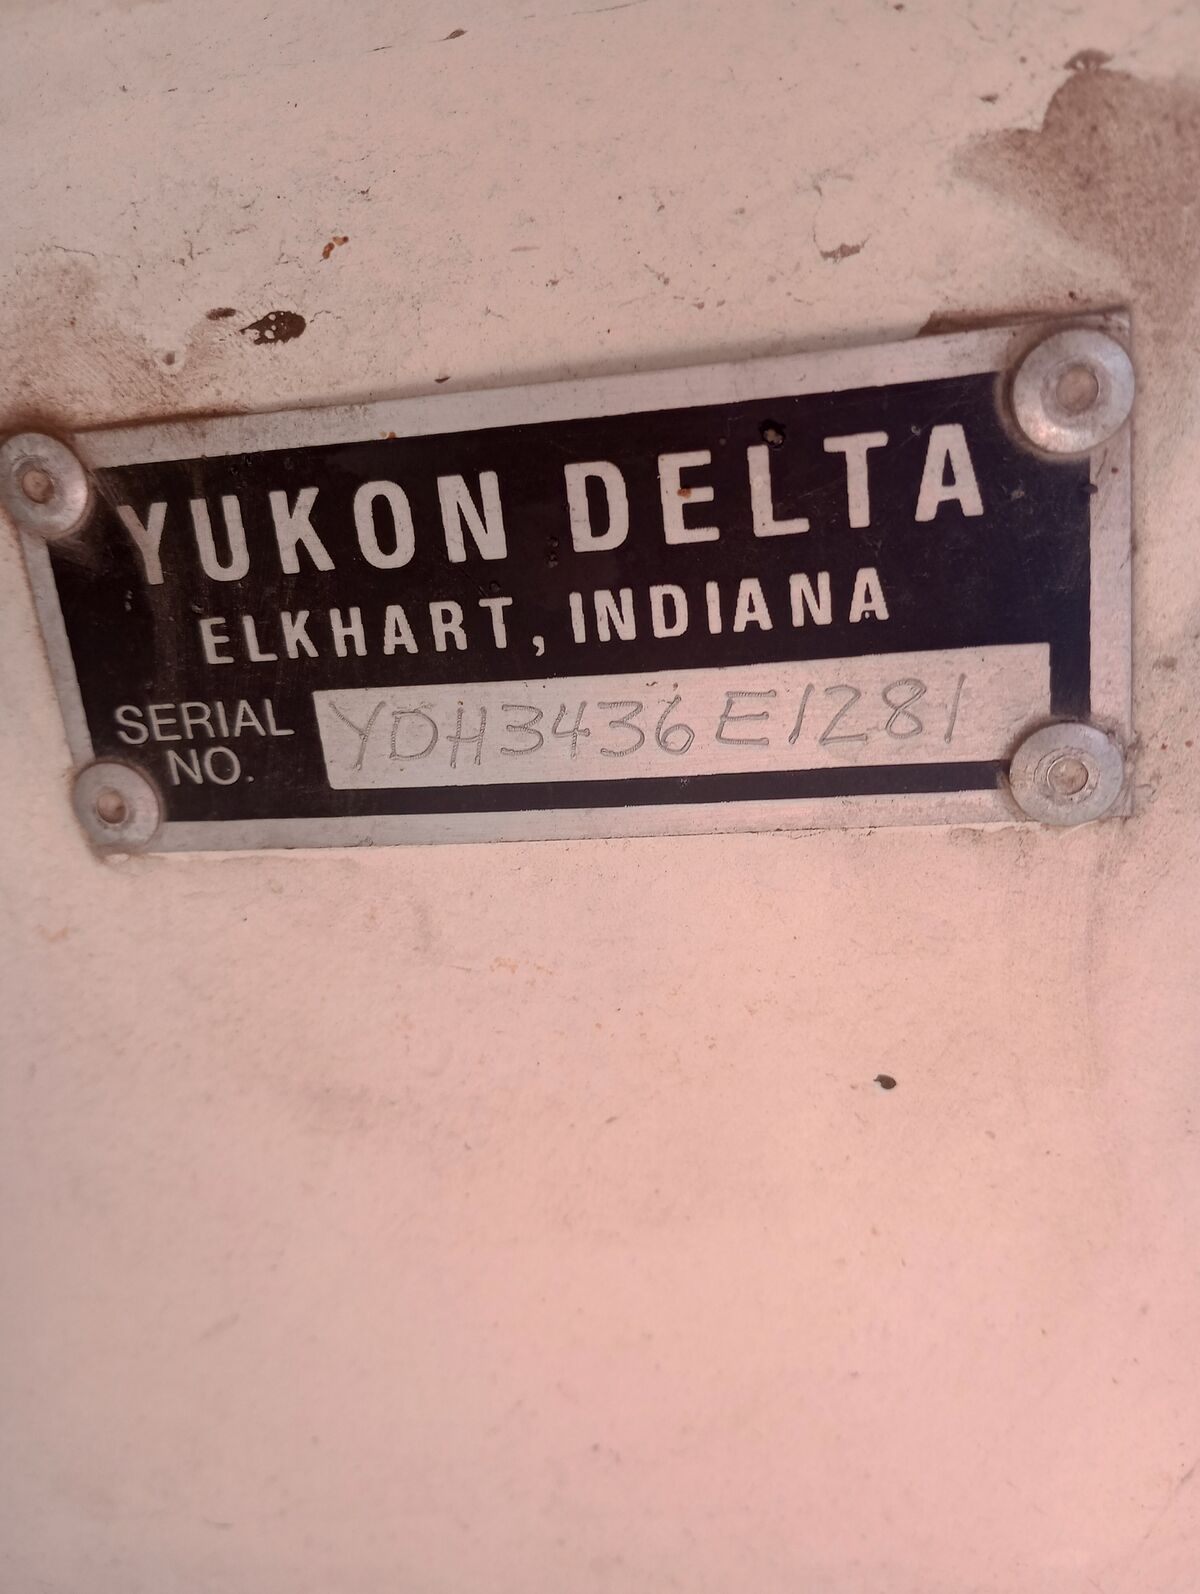 YUKON DELTA
ELKHART, INDIANA
SERIAL NO. YDH3436E1281